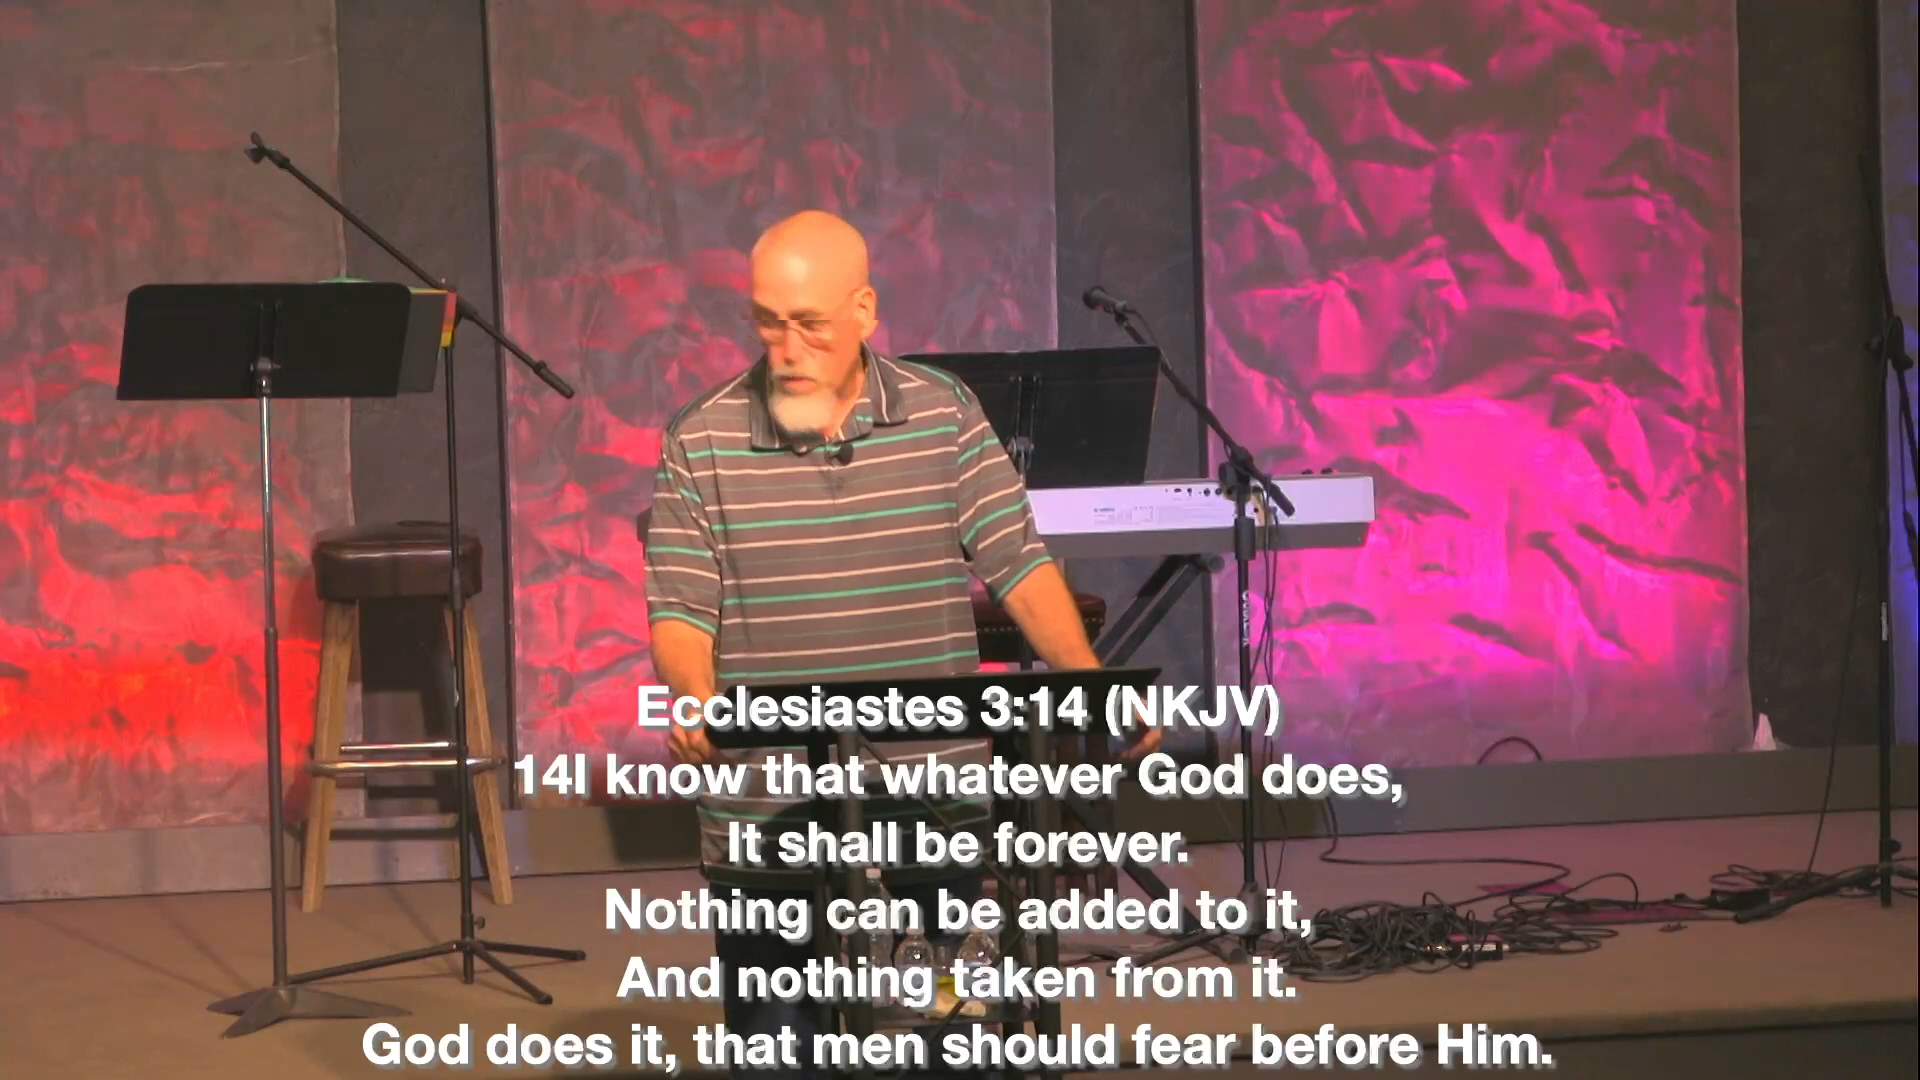 Ecclesiastes 3:14 (NKJV)
14I know that whatever God does,
It shall be forever.
Nothing can be added to it,
And nothing taken from it.
God does it, that men should fear before Him.